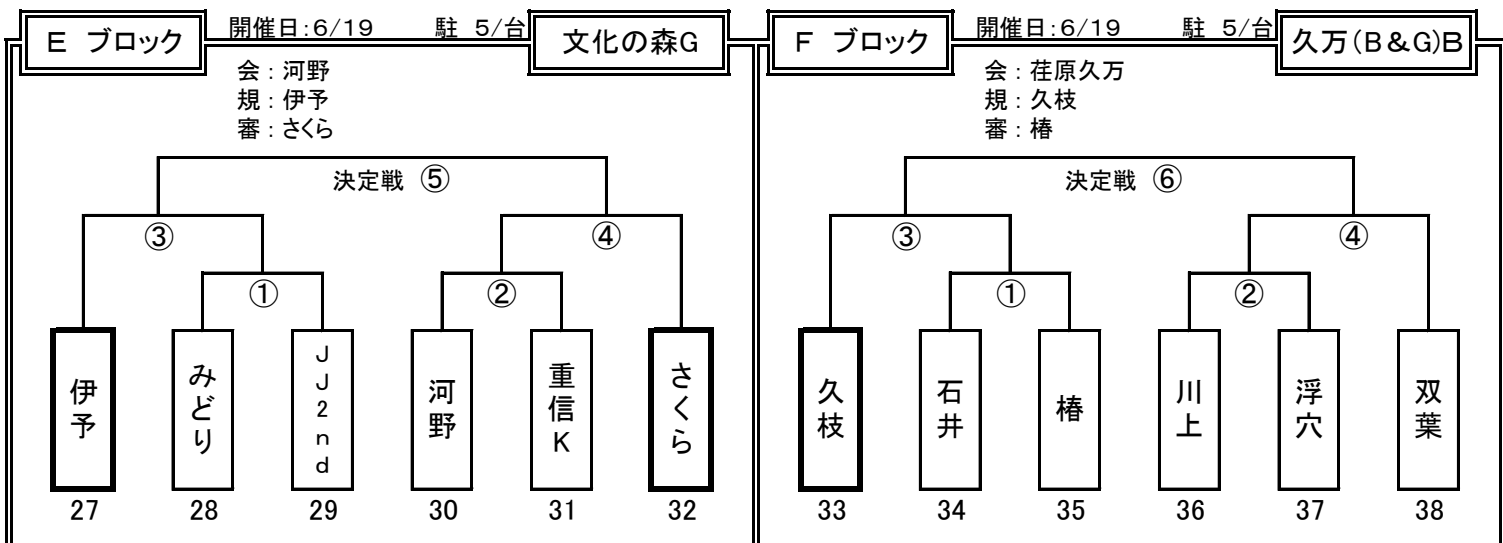 E ブロック
開催日:6/19
駐 5/台
文化の森G
会:河野
規:伊予
審:さくら
決定戦 ⑤
③
④
①
②
伊予
みどり
JJ2nd
河野
重信K
さくら
27
28
29
30
31
32
F ブロック
開催日:6/19
駐 5/台
久万(B&G)B
会:荏原久万
規:久枝
審:椿
決定戦 ⑥
③
④
①
②
久枝
石井
椿
川上
浮穴
双葉
33
34
35
36
37
38